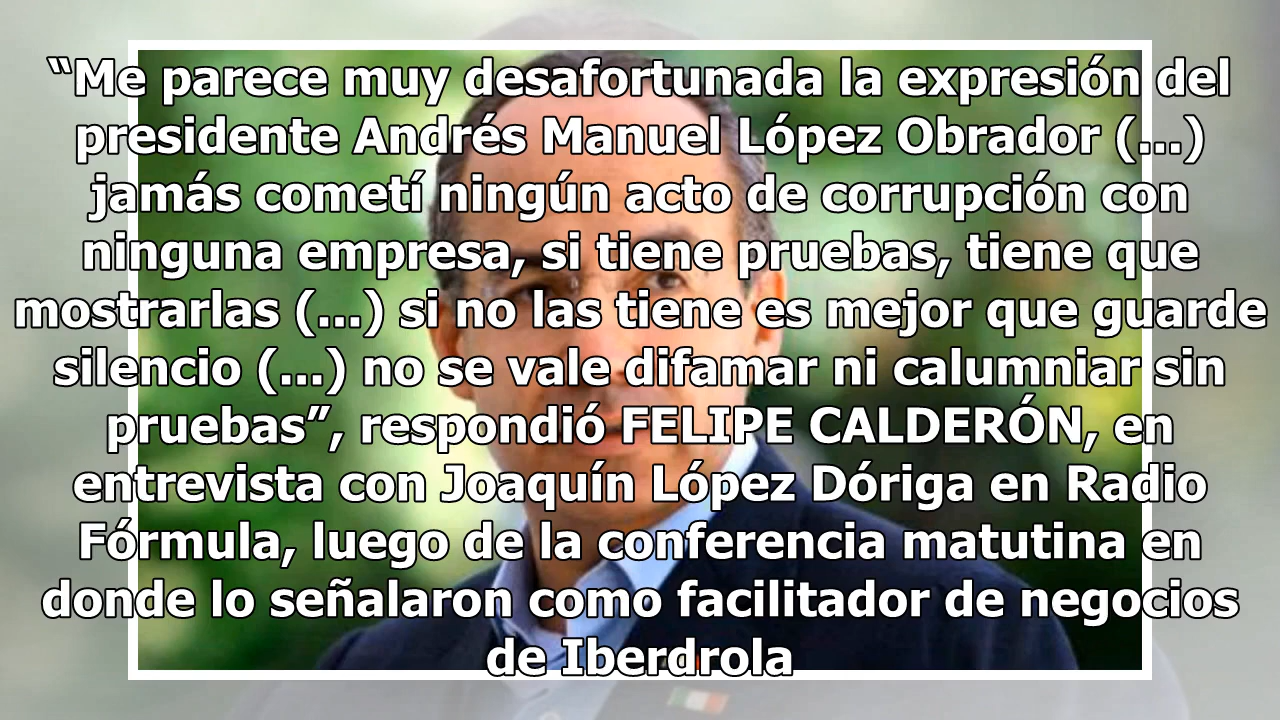 “Me parece muy desafortunada la expresión del
presidente Andrés Manuel López Obrador (...)
jamás cometí ningún acto de corrupción con
ninguna empresa, si tiene pruebas, tiene que
mostrarlas (...) si no las tiene es mejor que guarde
silencio (...) no se vale difamar ni calumniar sin
pruebas”, respondió FELIPE CALDERÓN, en
entrevista con Joaquín López Dóriga en Radio
Fórmula, luego de la conferencia matutina en
donde lo señalaron como facilitador de negocios
de Iberdrola